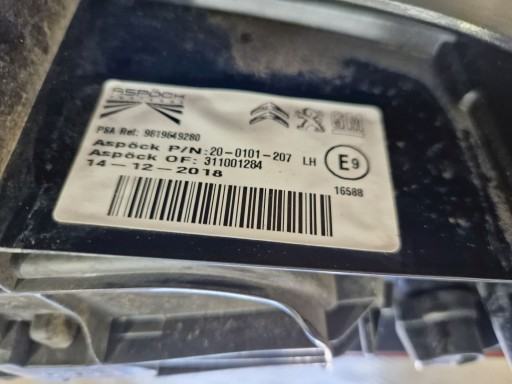 ASPÖCK
PSA Ref: 9819649280
Aspöck P/N: 20-0101-207 LH
Aspöck OF: 311001284
14-12-2018
E9
16588